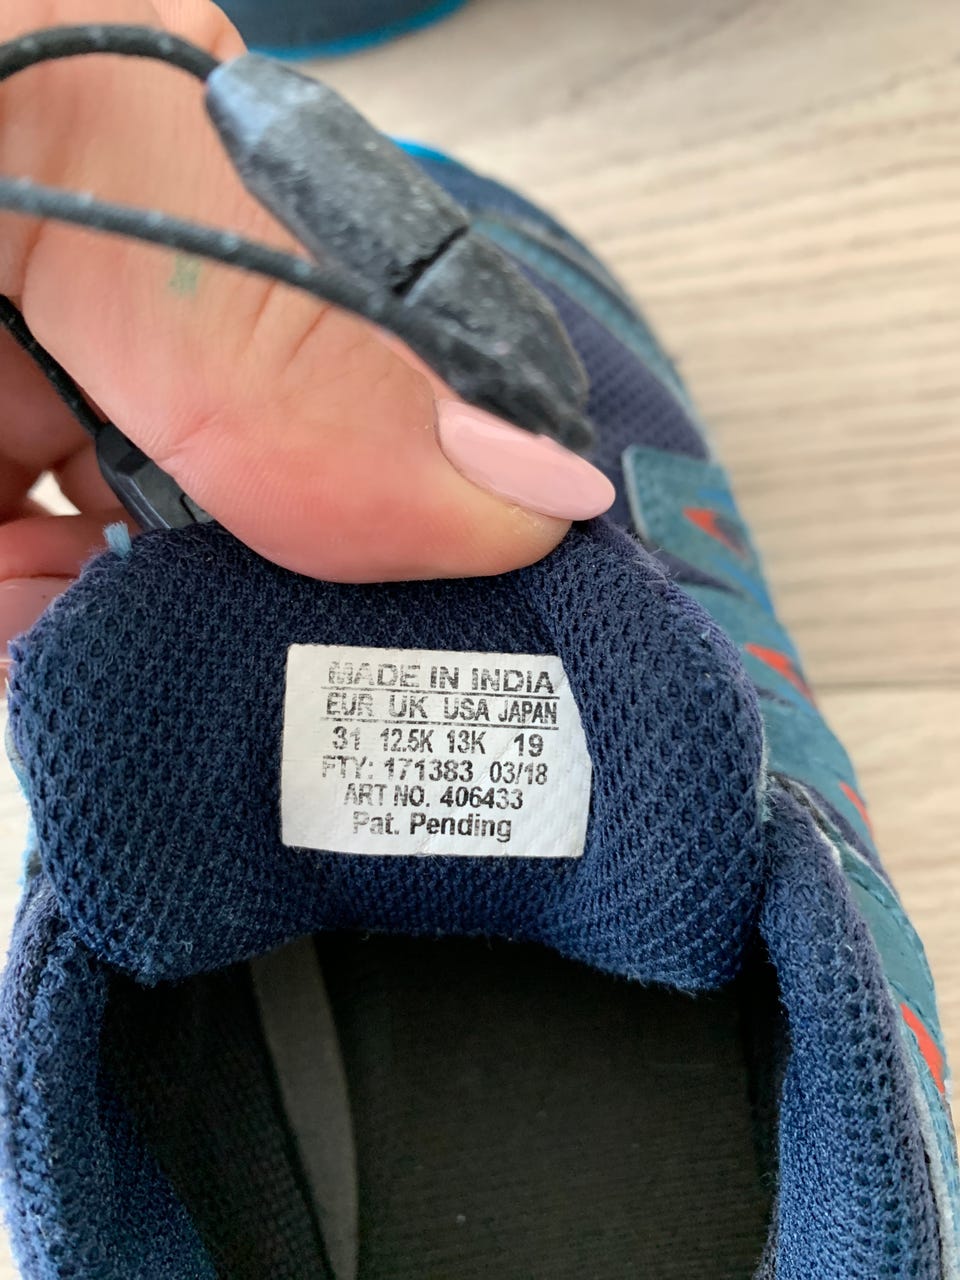 MADE IN INDIA
EUR UK USA JAPAN
31 12.5K 13K 19
FTY: 171383 03/18
ART NO. 406433
Pat. Pending